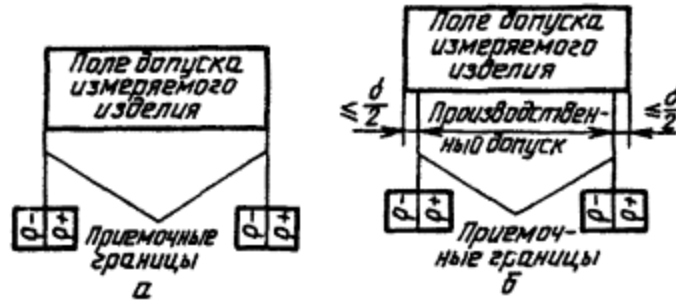 Поле допуска
измеряемого
изделия
δ- δ+
δ- δ+
Приемочные
границы
а
Поле допуска
измеряемого
изделия
≤ δ/2
Производствен-
ный допуск
≤ δ/2
δ- δ+
δ- δ+
Приемоч-
ные границы
б